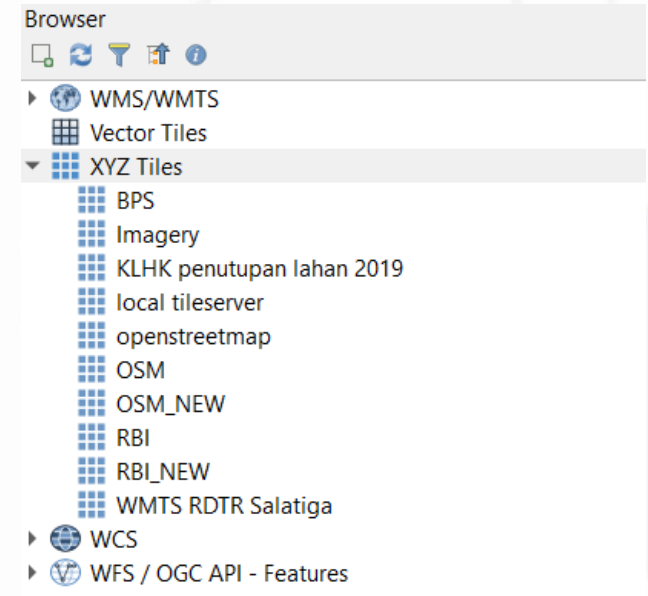 Browser
WMS/WMTS
Vector Tiles
XYZ Tiles
BPS
Imagery
KLHK penutupan lahan 2019
local tileserver
openstreetmap
OSM
OSM_NEW
RBI
RBI_NEW
WMTS RDTR Salatiga
WCS
WFS / OGC API - Features